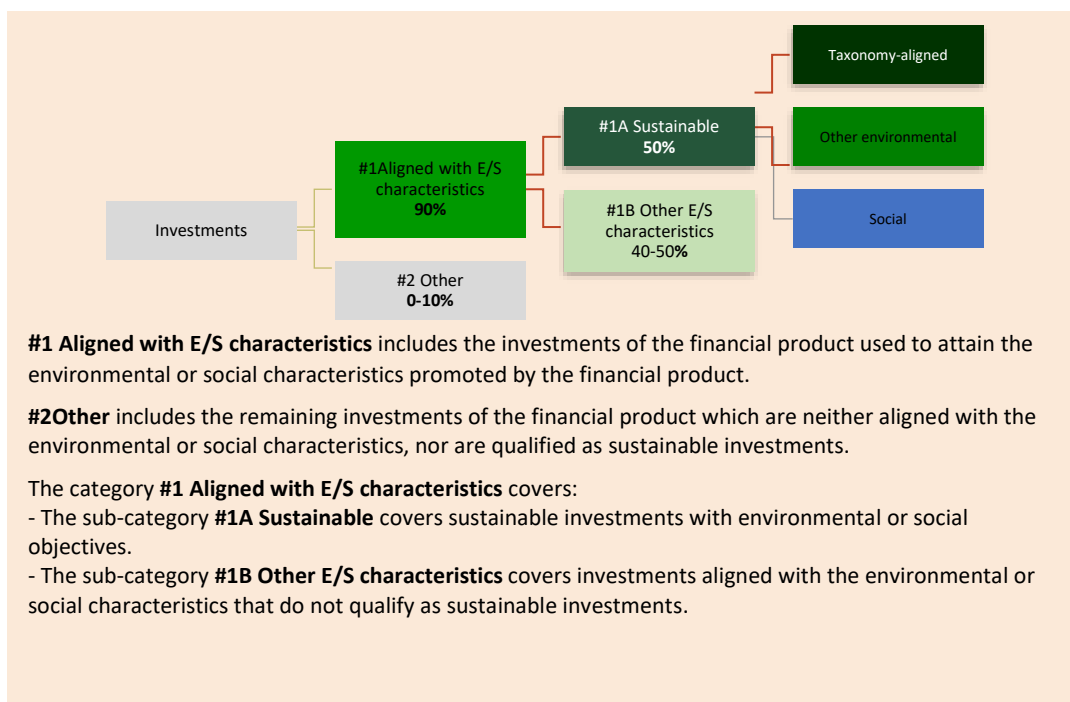 Taxonomy-aligned
#1A Sustainable
50%
Other environmental
#1Aligned with E/S
characteristics
90%
#1B Other E/S
characteristics
40-50%
Social
Investments
#2 Other
0-10%
#1 Aligned with E/S characteristics includes the investments of the financial product used to attain the
environmental or social characteristics promoted by the financial product.
#2Other includes the remaining investments of the financial product which are neither aligned with the
environmental or social characteristics, nor are qualified as sustainable investments.
The category #1 Aligned with E/S characteristics covers:
- The sub-category #1A Sustainable covers sustainable investments with environmental or social
objectives.
- The sub-category #1B Other E/S characteristics covers investments aligned with the environmental or
social characteristics that do not qualify as sustainable investments.